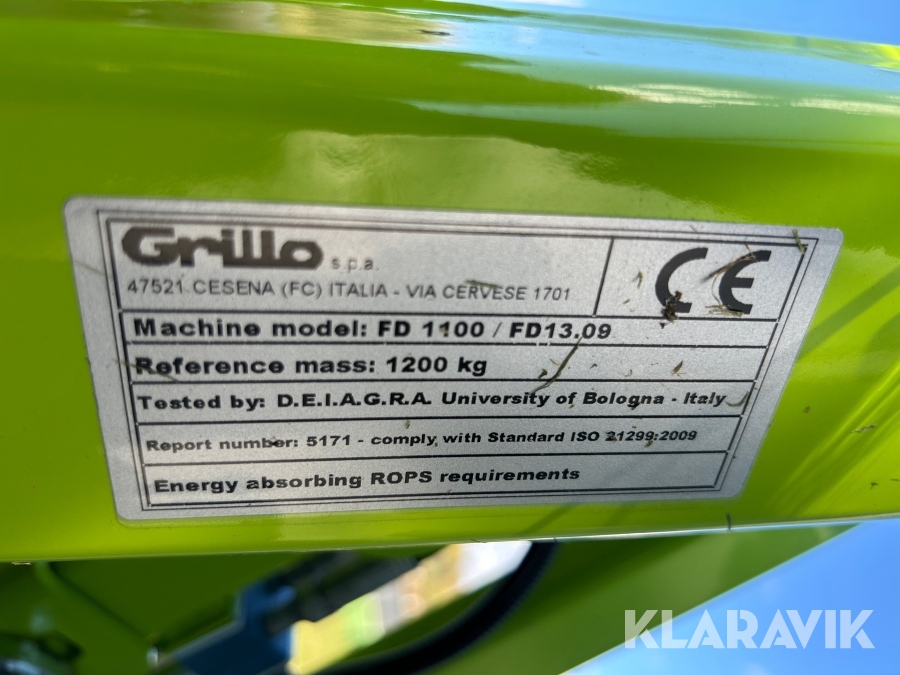 Grillo s.p.a.
47521 CESENA (FC) ITALIA - VIA CERVESE 1701
CE
Machine model: FD 1100 / FD13.09
Reference mass: 1200 kg
Tested by: D.E.I.A.G.R.A. University of Bologna - Italy
Report number: 5171 - comply with Standard ISO 21299:2009
Energy absorbing ROPS requirements
KLARAVIK